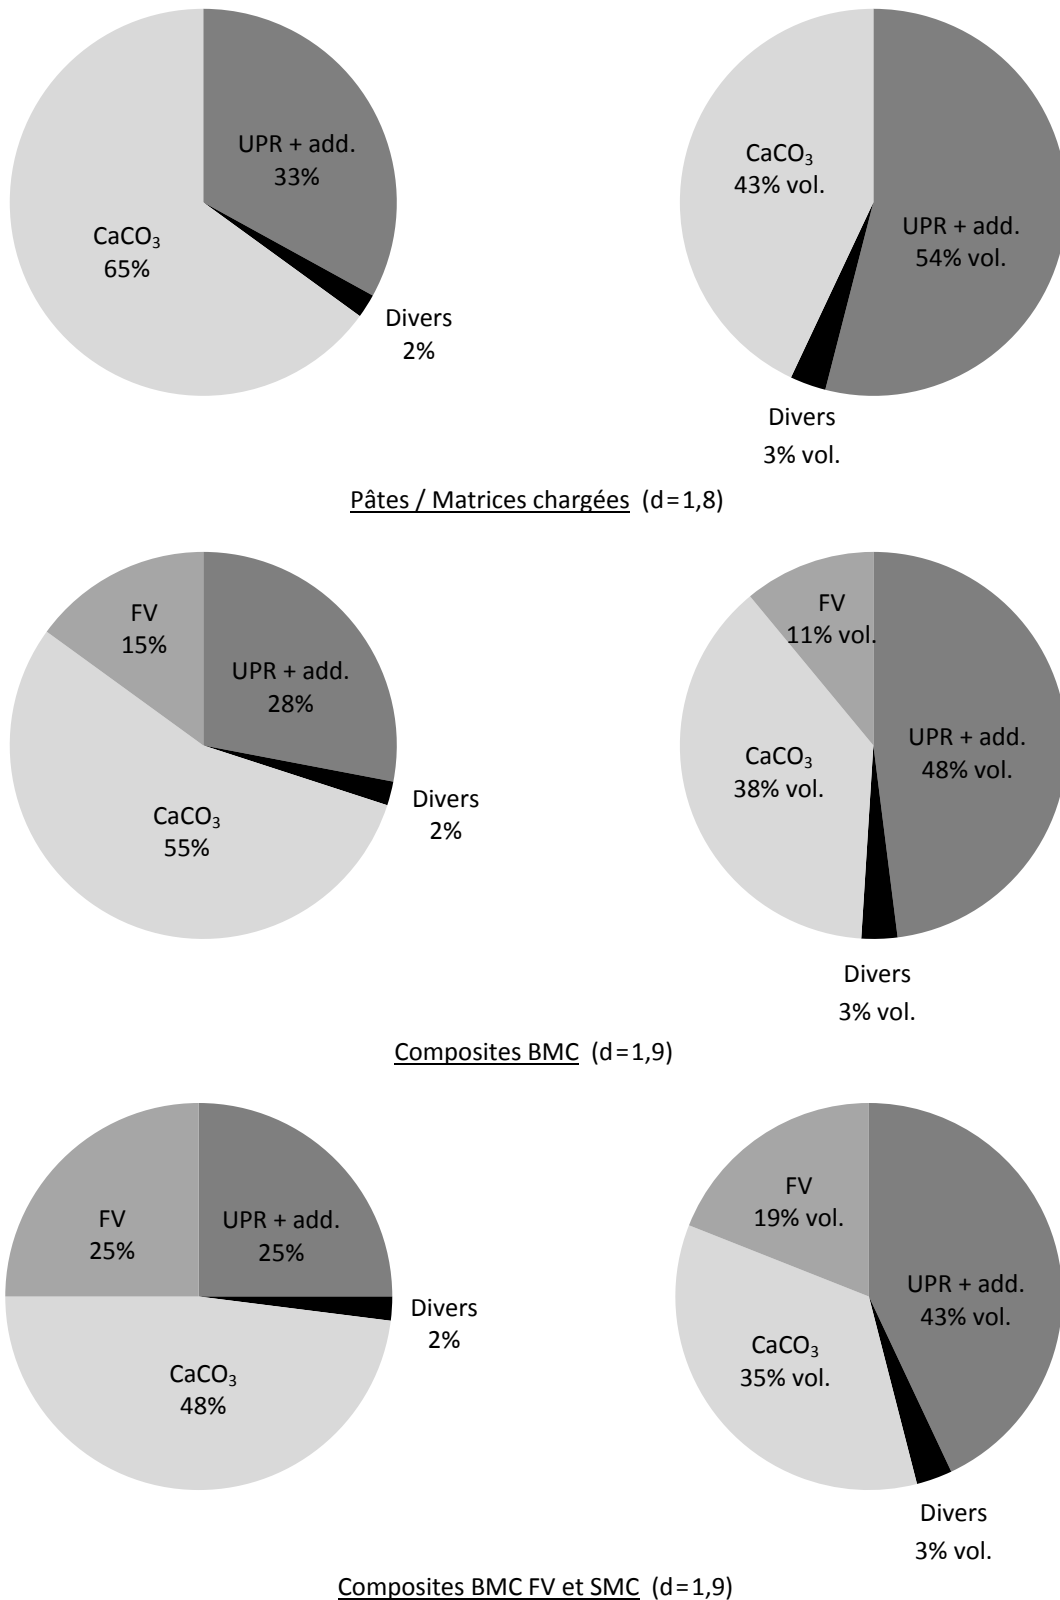 UPR + add.
33%
CaCO₃
65%
Divers
2%
CaCO₃
43% vol.
UPR + add.
54% vol.
Divers
3% vol.
Pâtes / Matrices chargées (d=1,8)
FV
15%
UPR + add.
28%
CaCO₃
55%
Divers
2%
FV
11% vol.
UPR + add.
48% vol.
CaCO₃
38% vol.
Divers
3% vol.
Composites BMC (d=1,9)
FV
25%
UPR + add.
25%
Divers
2%
CaCO₃
48%
FV
19% vol.
UPR + add.
43% vol.
CaCO₃
35% vol.
Divers
3% vol.
Composites BMC FV et SMC (d=1,9)